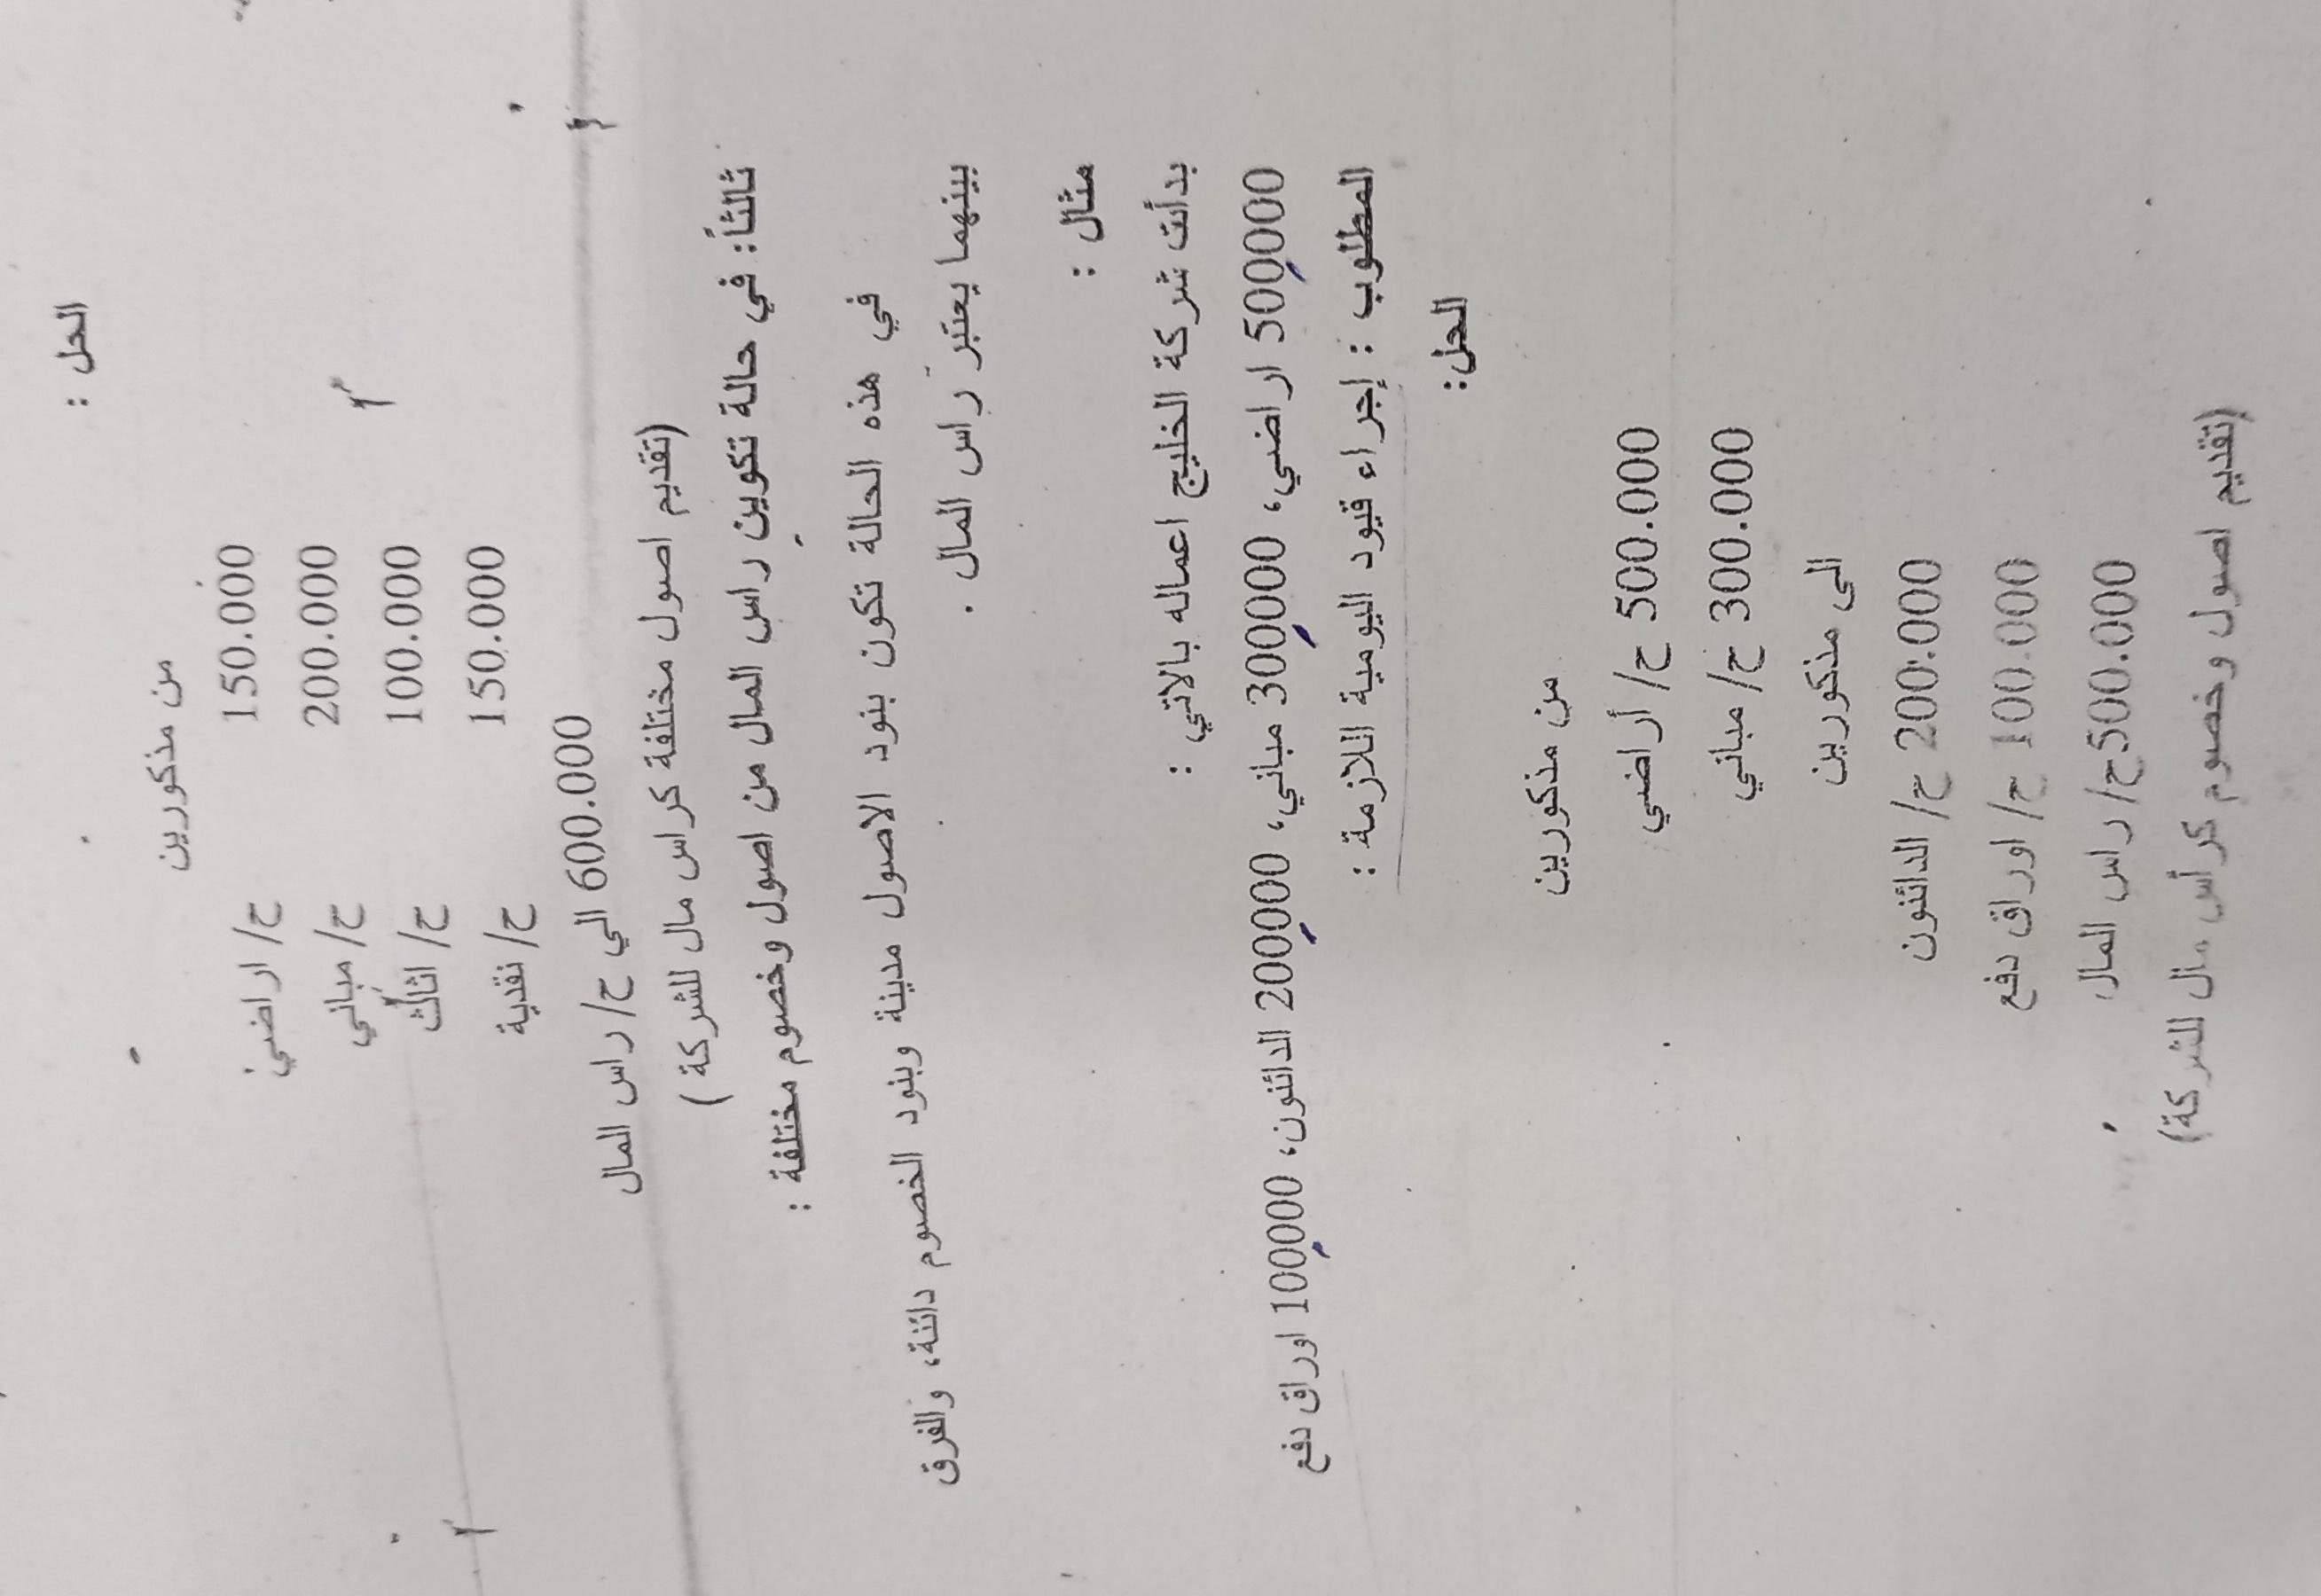 الحل :
من مذكورين
150.000 ح/ اراضي
200.000 ح/ مباني
100.000 ح/ اثاث
150.000 ح/ نقدية
600.000 الي ح/ راس المال
(تقديم اصول مختلفة كراس مال للشركة )
ثالثاً: في حالة تكوين راس المال من اصول وخصوم مختلفة :
في هذه الحالة تكون بنود الاصول مدينة وبنود الخصوم دائنة، والفرق
بينهما يعتبر راس المال .
مثال :
بدأت شركة الخليج اعماله بالاتي :
500000 اراضي، 300000 مباني، 200000 الدائنون، 100000 اوراق دفع
المطلوب : إجراء قيود اليومية اللازمة :
الحل:
من مذكورين
500.000 ح/ أراضي
300.000 ح/ مباني
الى مذكورين
200.000 ح/ الدائنون
100.000 ح/ اوراق دفع
500.000ح/ راس المال
(تقديم اصول وخصوم كرأس مال للشركة)